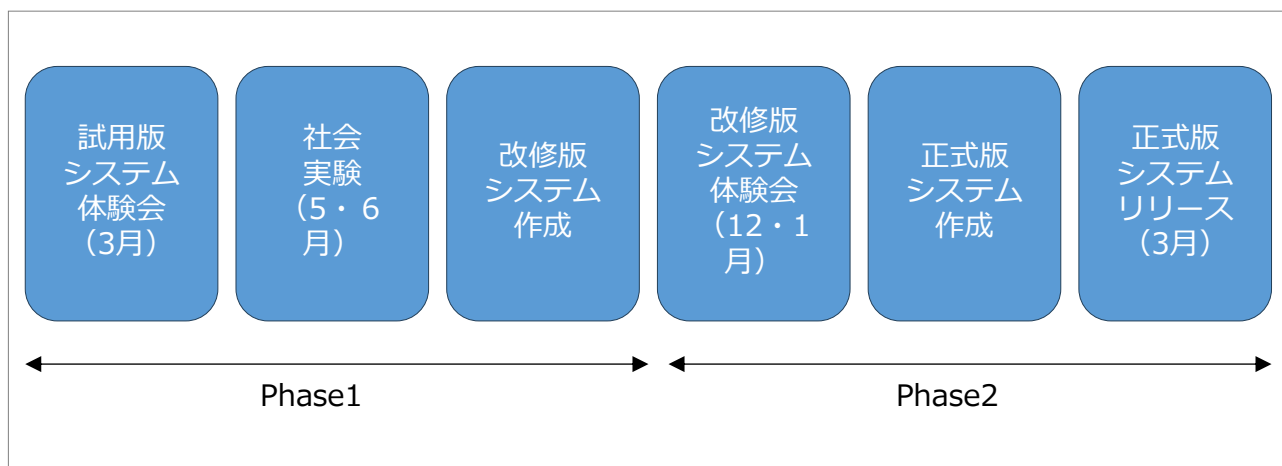 試用版
システム
体験会
（3月）
社会
実験
（5・６
月）
改修版
システム
作成
改修版
システム
体験会
（12・1
月）
正式版
システム
作成
正式版
システム
リリース
（3月）
Phase1
Phase2